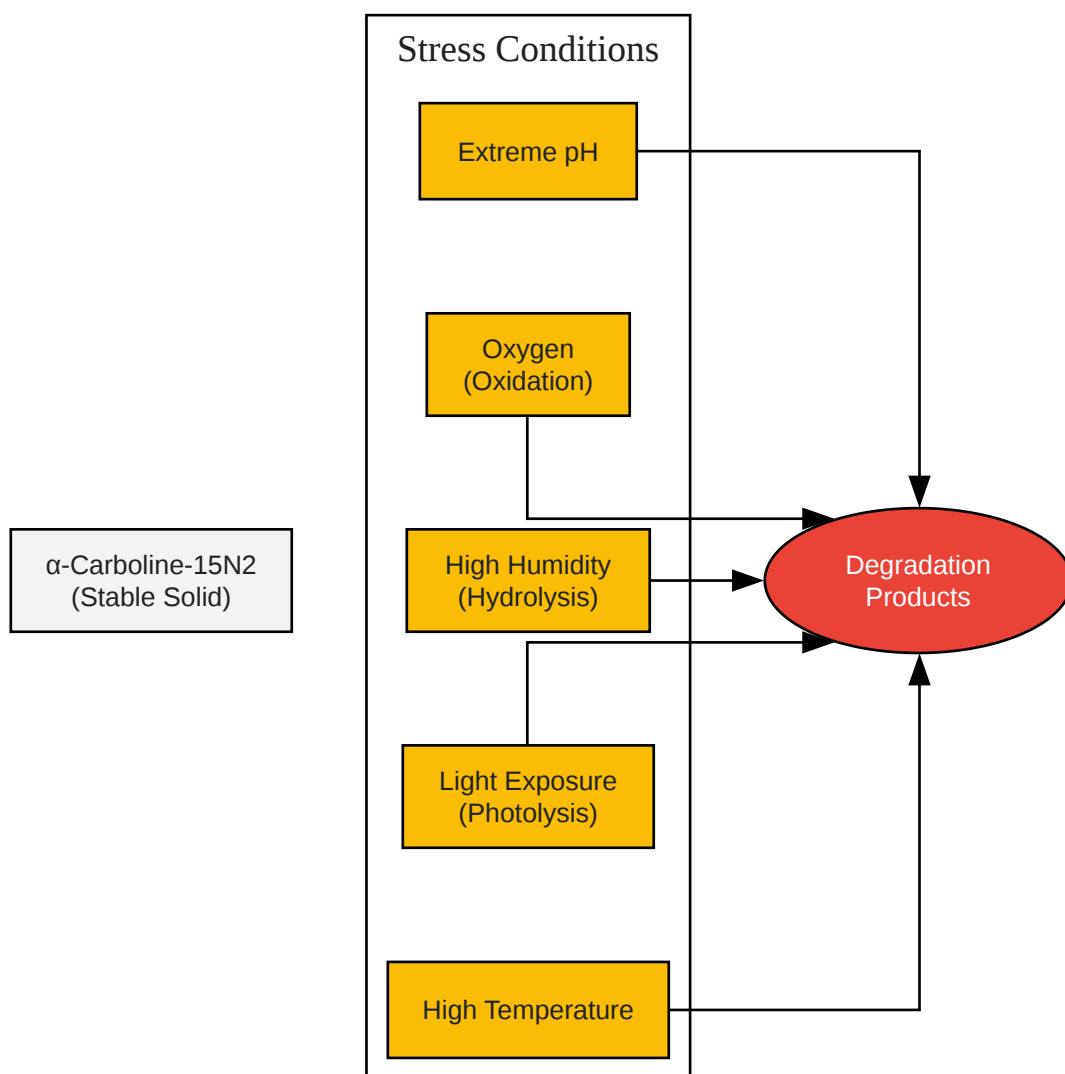 Stress Conditions
Extreme pH
Oxygen
(Oxidation)
α-Carboline-15N2
(Stable Solid)
High Humidity
(Hydrolysis)
Degradation
Products
Light Exposure
(Photolysis)
High Temperature